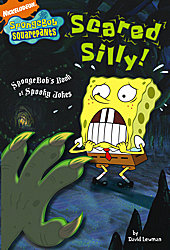 NICKELODEON
SPONGEBOB
SQUAREPANTS
Scared
Silly!
SpongeBob's Book
of Spooky Jokes
by
David Lewman